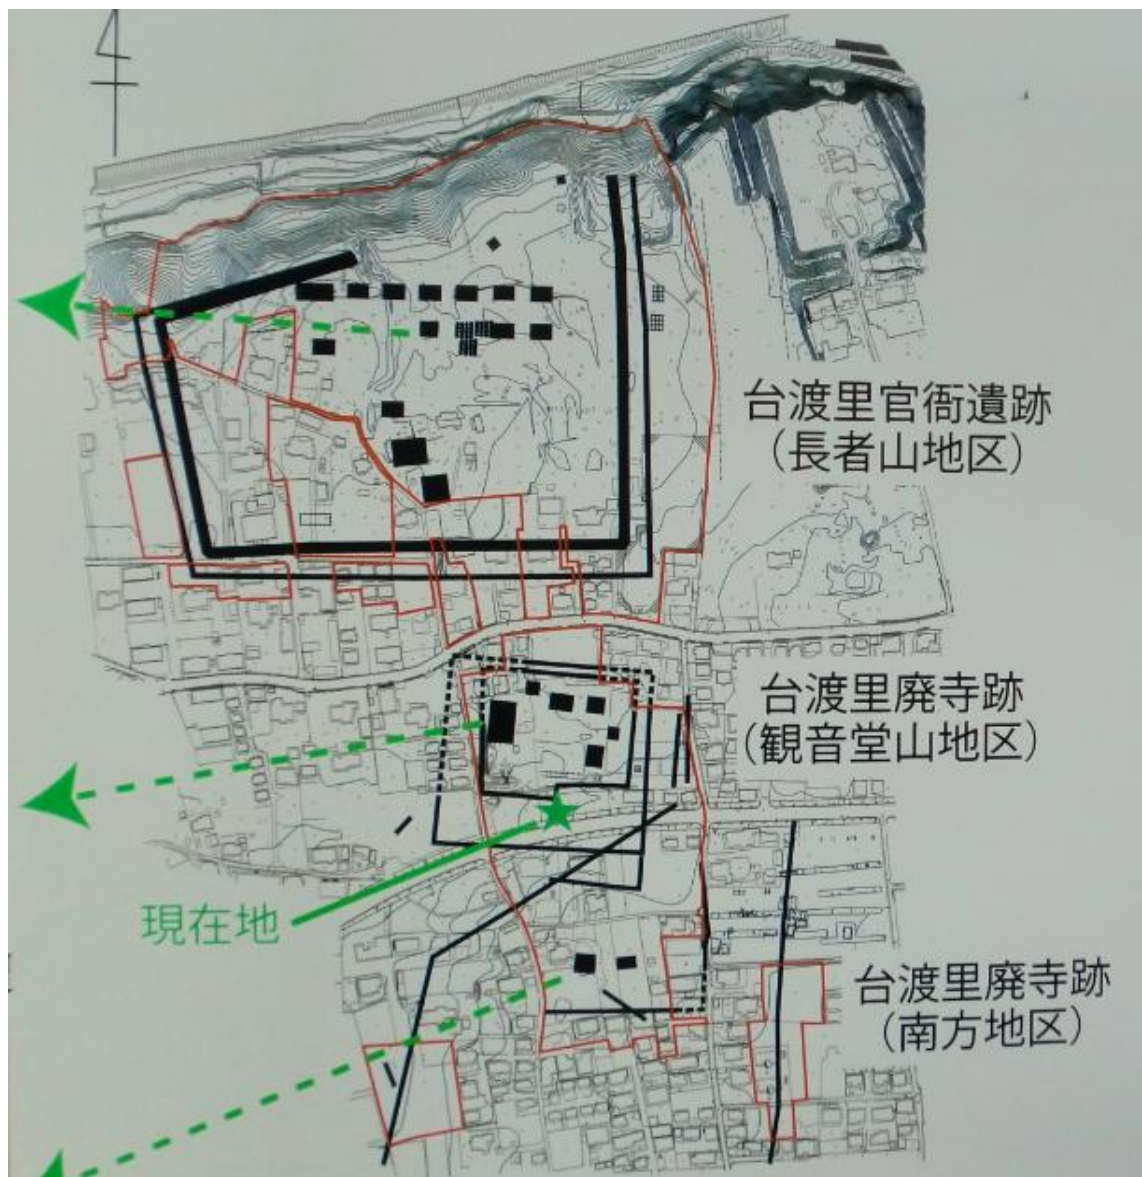 台渡里官衙遺跡
（長者山地区）
台渡里廃寺跡
（観音堂山地区）
現在地
台渡里廃寺跡
（南方地区）